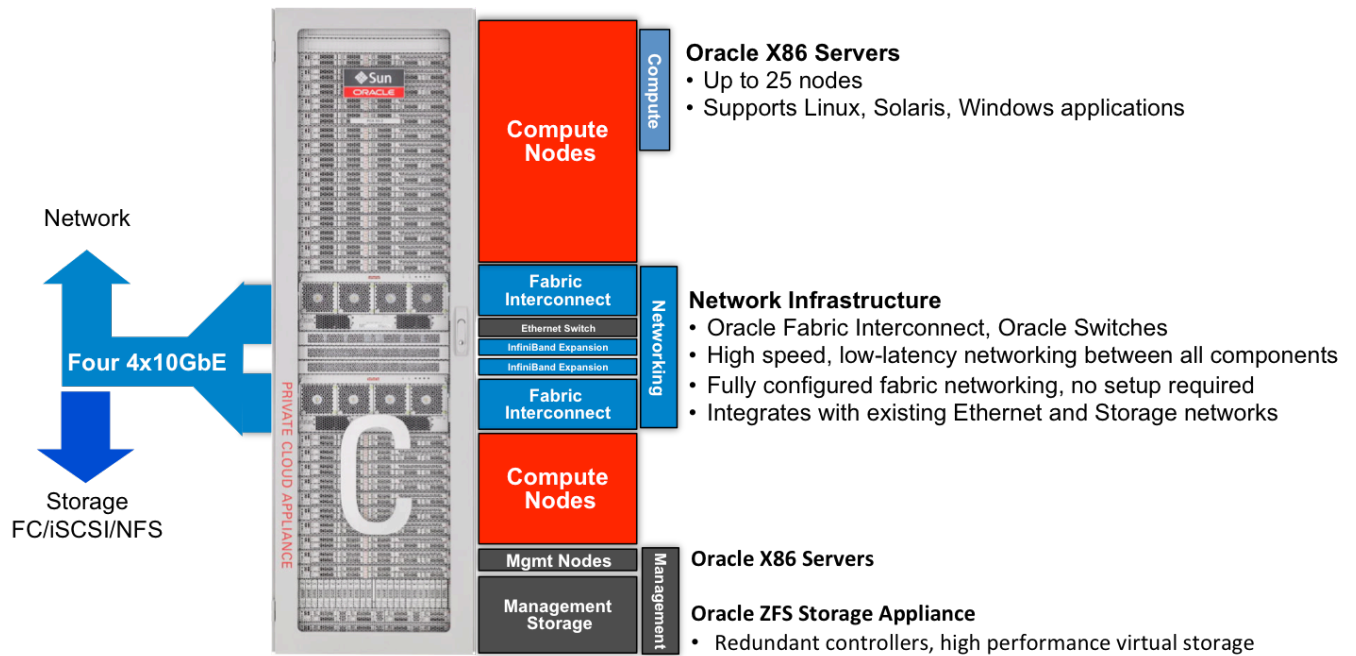 Network
Four 4x10GbE
Storage
FC/iSCSI/NFS
Sun
ORACLE
PRIVATE CLOUD APPLIANCE
C
Compute
Nodes
Compute
Oracle X86 Servers
• Up to 25 nodes
• Supports Linux, Solaris, Windows applications
Fabric
Interconnect
Ethernet Switch
InfiniBand Expansion
InfiniBand Expansion
Fabric
Interconnect
Networking
Network Infrastructure
• Oracle Fabric Interconnect, Oracle Switches
• High speed, low-latency networking between all components
• Fully configured fabric networking, no setup required
• Integrates with existing Ethernet and Storage networks
Compute
Nodes
Mgmt Nodes
Management
Storage
Management
Oracle X86 Servers
Oracle ZFS Storage Appliance
• Redundant controllers, high performance virtual storage